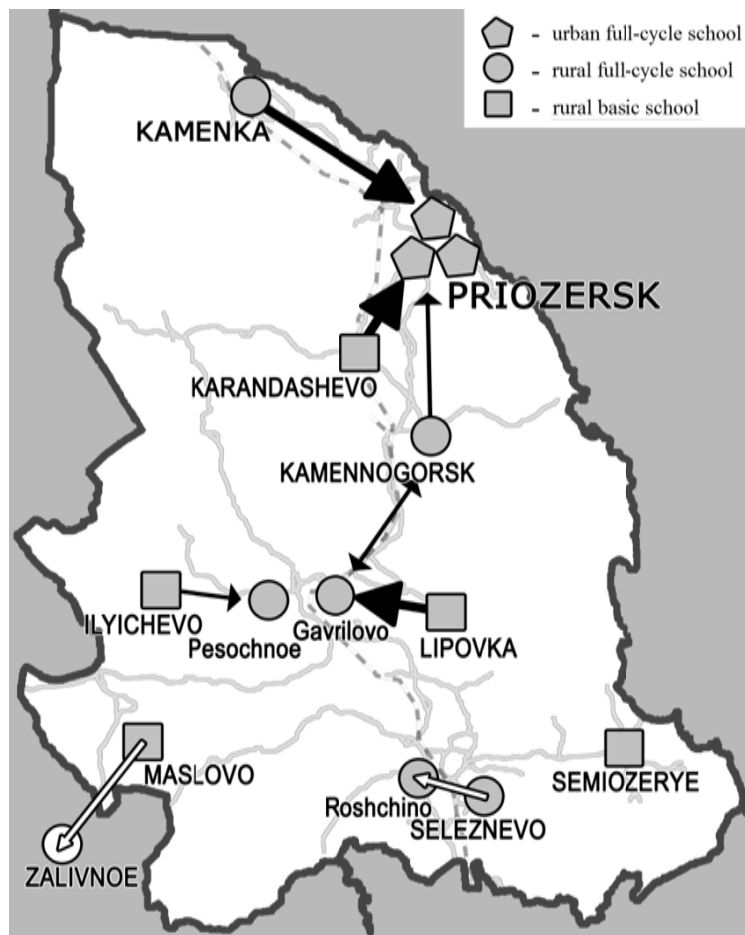 - urban full-cycle school
- rural full-cycle school
- rural basic school
KAMENKA
PRIOZERSK
KARANDASHEVO
KAMENNOGORSK
ILYICHEVO
Pesochnoe
Gavrilovo
LIPOVKA
MASLOVO
SEMIOZERYE
Roshchino
SELEZNEVO
ZALIVNOE